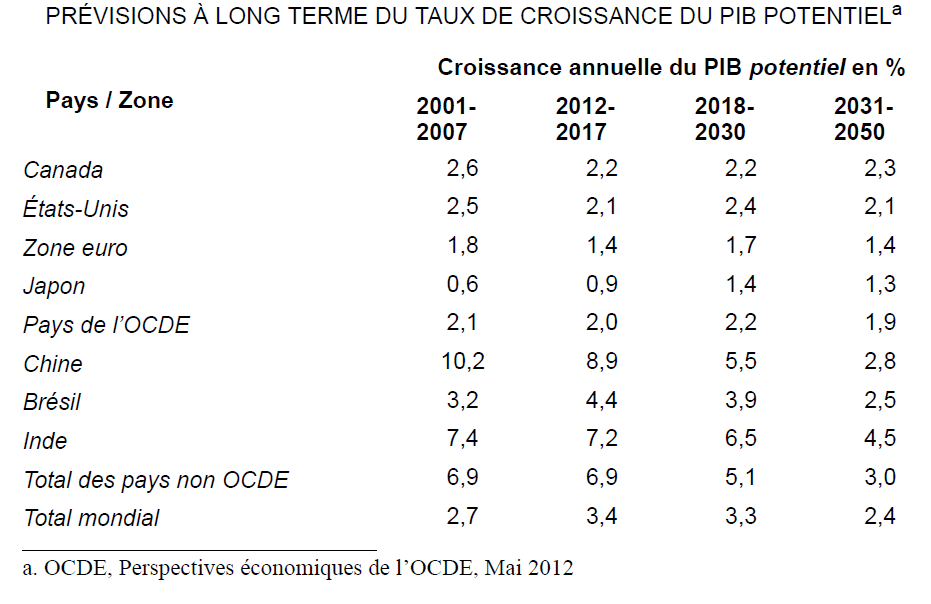 PRÉVISIONS À LONG TERME DU TAUX DE CROISSANCE DU PIB POTENTIELa
Croissance annuelle du PIB potentiel en %
Pays / Zone 2001-2007 2012-2017 2018-2030 2031-2050
Canada 2,6 2,2 2,2 2,3
États-Unis 2,5 2,1 2,4 2,1
Zone euro 1,8 1,4 1,7 1,4
Japon 0,6 0,9 1,4 1,3
Pays de l’OCDE 2,1 2,0 2,2 1,9
Chine 10,2 8,9 5,5 2,8
Brésil 3,2 4,4 3,9 2,5
Inde 7,4 7,2 6,5 4,5
Total des pays non OCDE 6,9 6,9 5,1 3,0
Total mondial 2,7 3,4 3,3 2,4
a. OCDE, Perspectives économiques de l’OCDE, Mai 2012